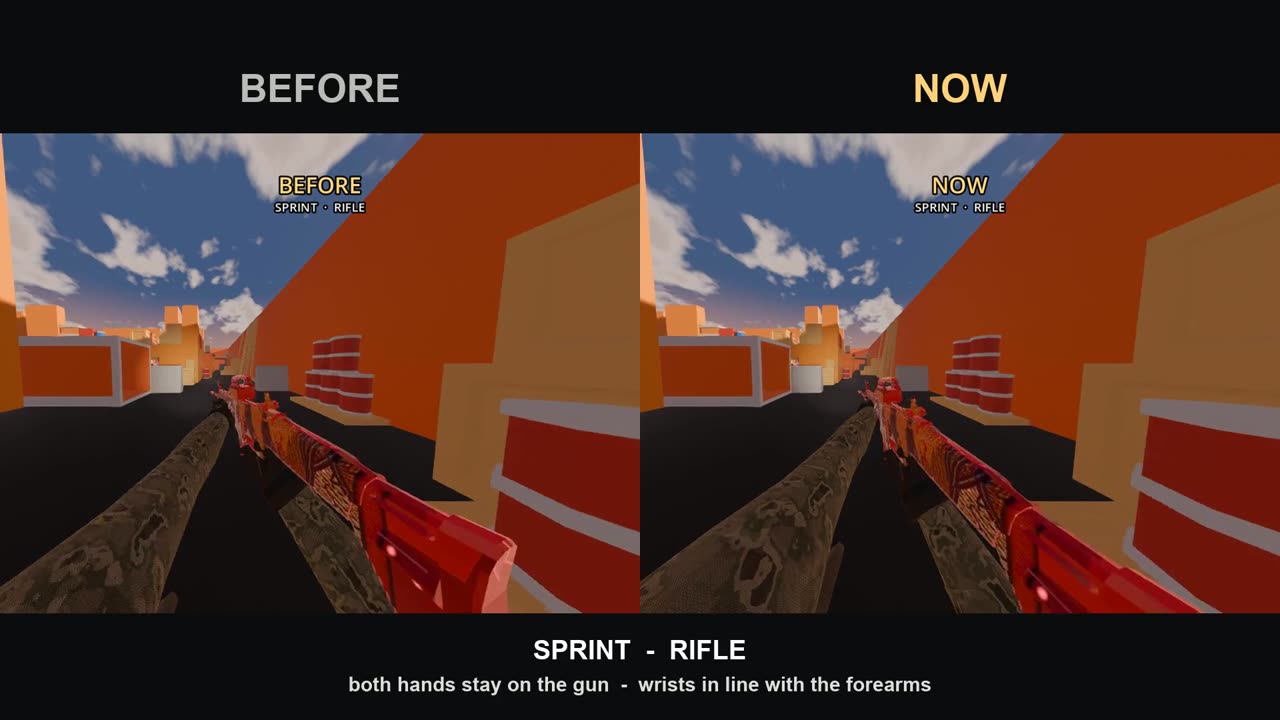 BEFORE
NOW
BEFORE
SPRINT · RIFLE
NOW
SPRINT · RIFLE
SPRINT - RIFLE
both hands stay on the gun - wrists in line with the forearms